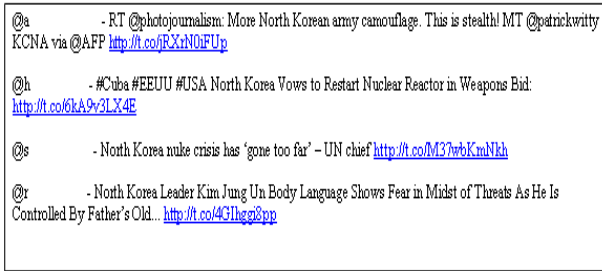 @a - RT @photojournalism: More North Korean army camouflage. This is stealth! MT @patrickwitty
KCNA via @AFP http://t.co/jRXrN0iFUp
@h - #Cuba #EEUU #USA North Korea Vows to Restart Nuclear Reactor in Weapons Bid:
http://t.co/6kA9v3LX4E
@s - North Korea nuke crisis has ‘gone too far’ – UN chief http://t.co/M37wbKmNkh
@r - North Korea Leader Kim Jung Un Body Language Shows Fear in Midst of Threats As He Is
Controlled By Father’s Old... http://t.co/4GIhggj8pp